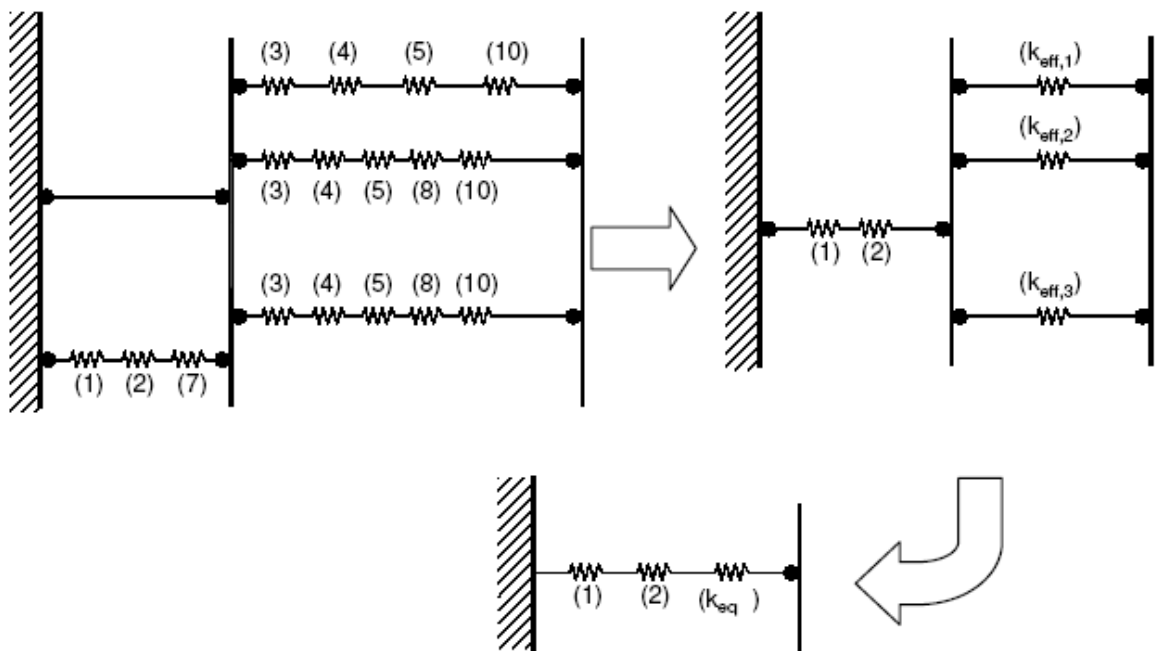 (3) (4) (5) (10)
(3) (4) (5) (8) (10)
(3) (4) (5) (8) (10)
(1) (2) (7)
(k_eff,1)
(k_eff,2)
(1) (2)
(k_eff,3)
(1) (2) (k_eq )